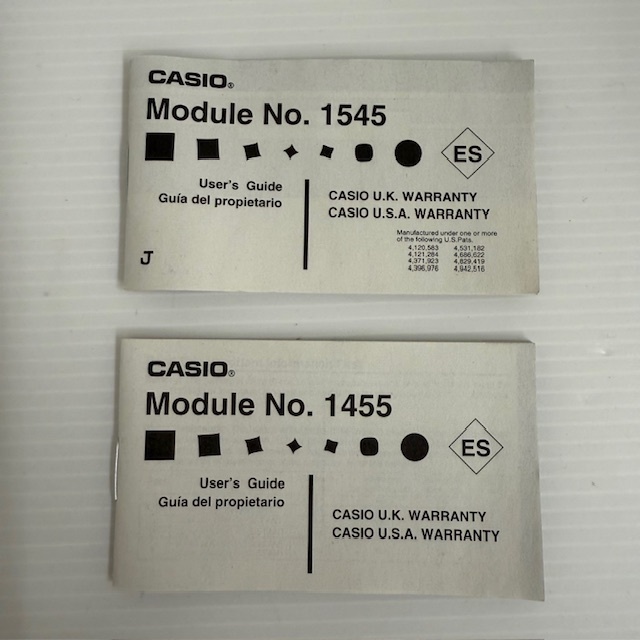 CASIO®
Module No. 1545
ES
User's Guide
Guía del propietario
CASIO U.K. WARRANTY
CASIO U.S.A. WARRANTY
Manufactured under one or more
of the following U.S.Pats.
4,120,583 4,531,182
4,121,284 4,686,622
4,371,923 4,829,419
4,396,976 4,942,516
J
CASIO®
Module No. 1455
ES
User's Guide
Guía del propietario
CASIO U.K. WARRANTY
CASIO U.S.A. WARRANTY